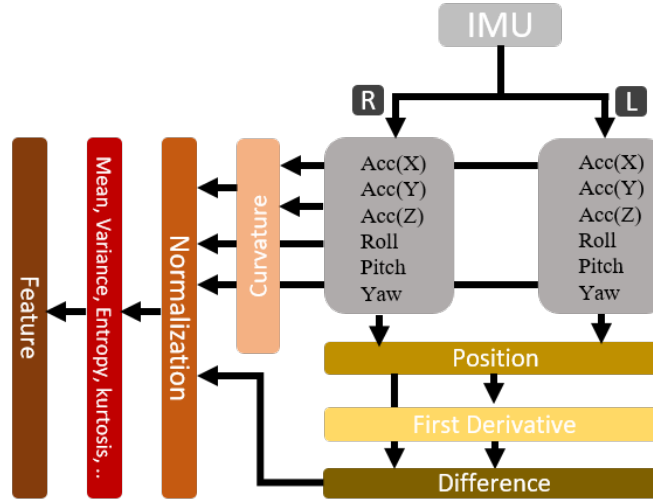 IMU
R
L
Acc(X)
Acc(Y)
Acc(Z)
Roll
Pitch
Yaw
Acc(X)
Acc(Y)
Acc(Z)
Roll
Pitch
Yaw
Curvature
Normalization
Mean, Variance, Entropy, kurtosis, ..
Feature
Position
First Derivative
Difference